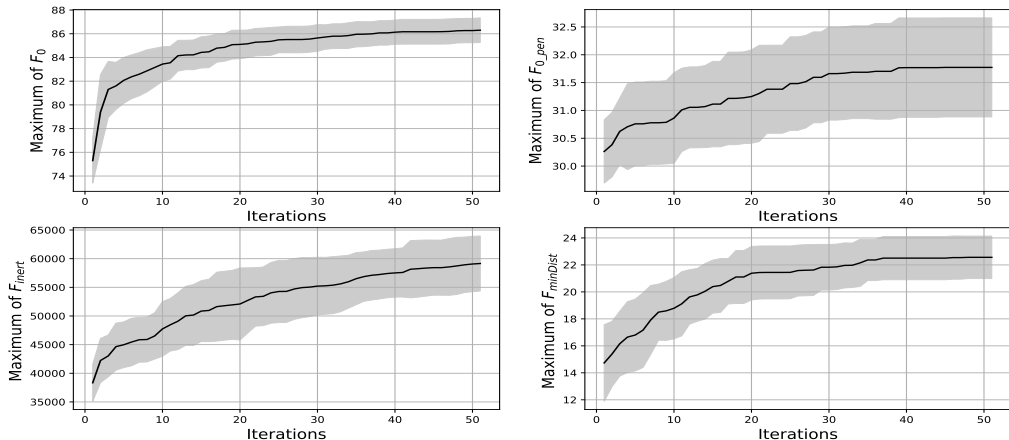 Maximum of F0
88
86
84
82
80
78
76
74
0 10 20 30 40 50
Iterations
Maximum of F0_pen
32.5
32.0
31.5
31.0
30.5
30.0
0 10 20 30 40 50
Iterations
Maximum of Finert
65000
60000
55000
50000
45000
40000
35000
0 10 20 30 40 50
Iterations
Maximum of FminDist
24
22
20
18
16
14
12
0 10 20 30 40 50
Iterations